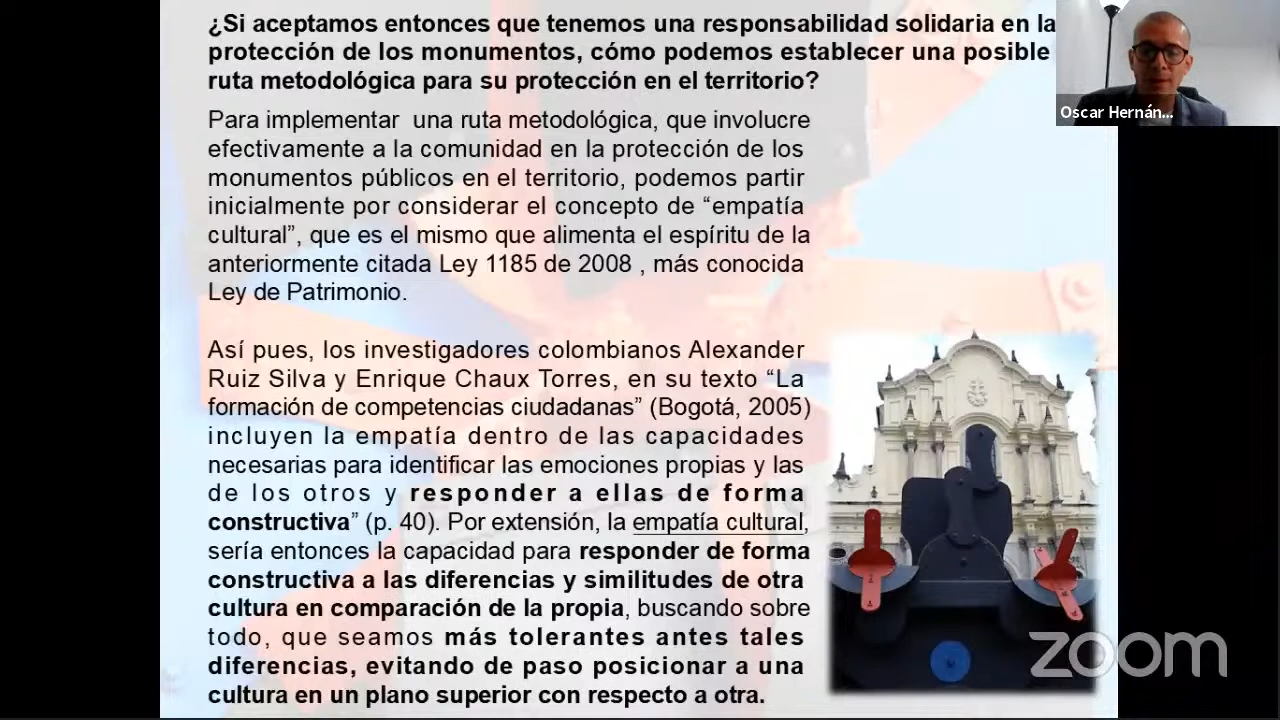 ¿Si aceptamos entonces que tenemos una responsabilidad solidaria en la
protección de los monumentos, cómo podemos establecer una posible
ruta metodológica para su protección en el territorio?
Para implementar una ruta metodológica, que involucre
efectivamente a la comunidad en la protección de los
monumentos públicos en el territorio, podemos partir
inicialmente por considerar el concepto de “empatía
cultural”, que es el mismo que alimenta el espíritu de la
anteriormente citada Ley 1185 de 2008 , más conocida
Ley de Patrimonio.
Así pues, los investigadores colombianos Alexander
Ruiz Silva y Enrique Chaux Torres, en su texto “La
formación de competencias ciudadanas” (Bogotá, 2005)
incluyen la empatía dentro de las capacidades
necesarias para identificar las emociones propias y las
de los otros y responder a ellas de forma
constructiva” (p. 40). Por extensión, la empatía cultural,
sería entonces la capacidad para responder de forma
constructiva a las diferencias y similitudes de otra
cultura en comparación de la propia, buscando sobre
todo, que seamos más tolerantes antes tales
diferencias, evitando de paso posicionar a una
cultura en un plano superior con respecto a otra.
Oscar Hernán...
zoom